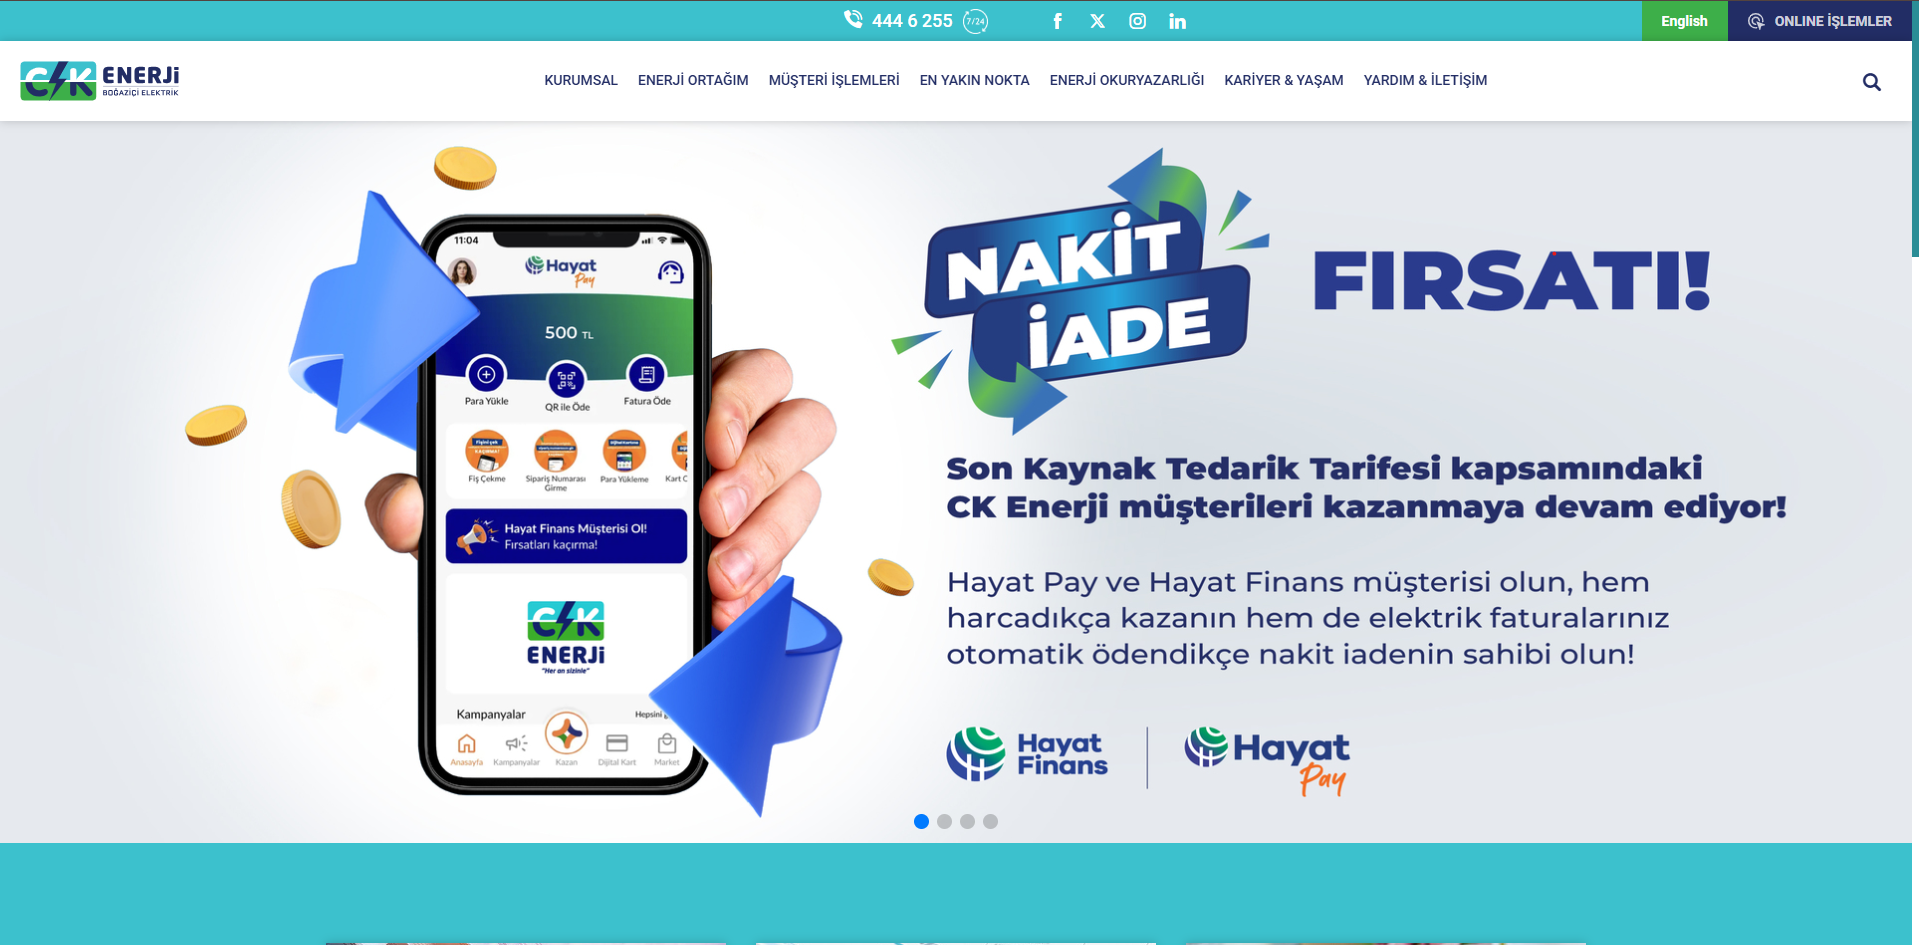 444 6 255 7/24
English
ONLINE İŞLEMLER
CK ENERJİ
BOĞAZİÇİ ELEKTRİK
KURUMSAL ENERJİ ORTAĞIM MÜŞTERİ İŞLEMLERİ EN YAKIN NOKTA ENERJİ OKURYAZARLIĞI KARİYER & YAŞAM YARDIM & İLETİŞİM
11:04
Hayat
Pay
500 TL
Para Yükle QR ile Öde Fatura Öde
Fişini çek
Fiş Çekme Sipariş Numarası Para Yükleme Kart
Girme
Hayat Finans Müşterisi Ol!
Fırsatları kaçırma!
CK
ENERJİ
"Her an sizinle"
Kampanyalar Hepsini
Anasayfa Kampanyalar Kazan Dijital Kart Market
NAKİT
İADE
FIRSATI!
Son Kaynak Tedarik Tarifesi kapsamındaki
CK Enerji müşterileri kazanmaya devam ediyor!
Hayat Pay ve Hayat Finans müşterisi olun, hem
harcadıkça kazanın hem de elektrik faturalarınız
otomatik ödendikçe nakit iadenin sahibi olun!
Hayat
Finans
Hayat
Pay